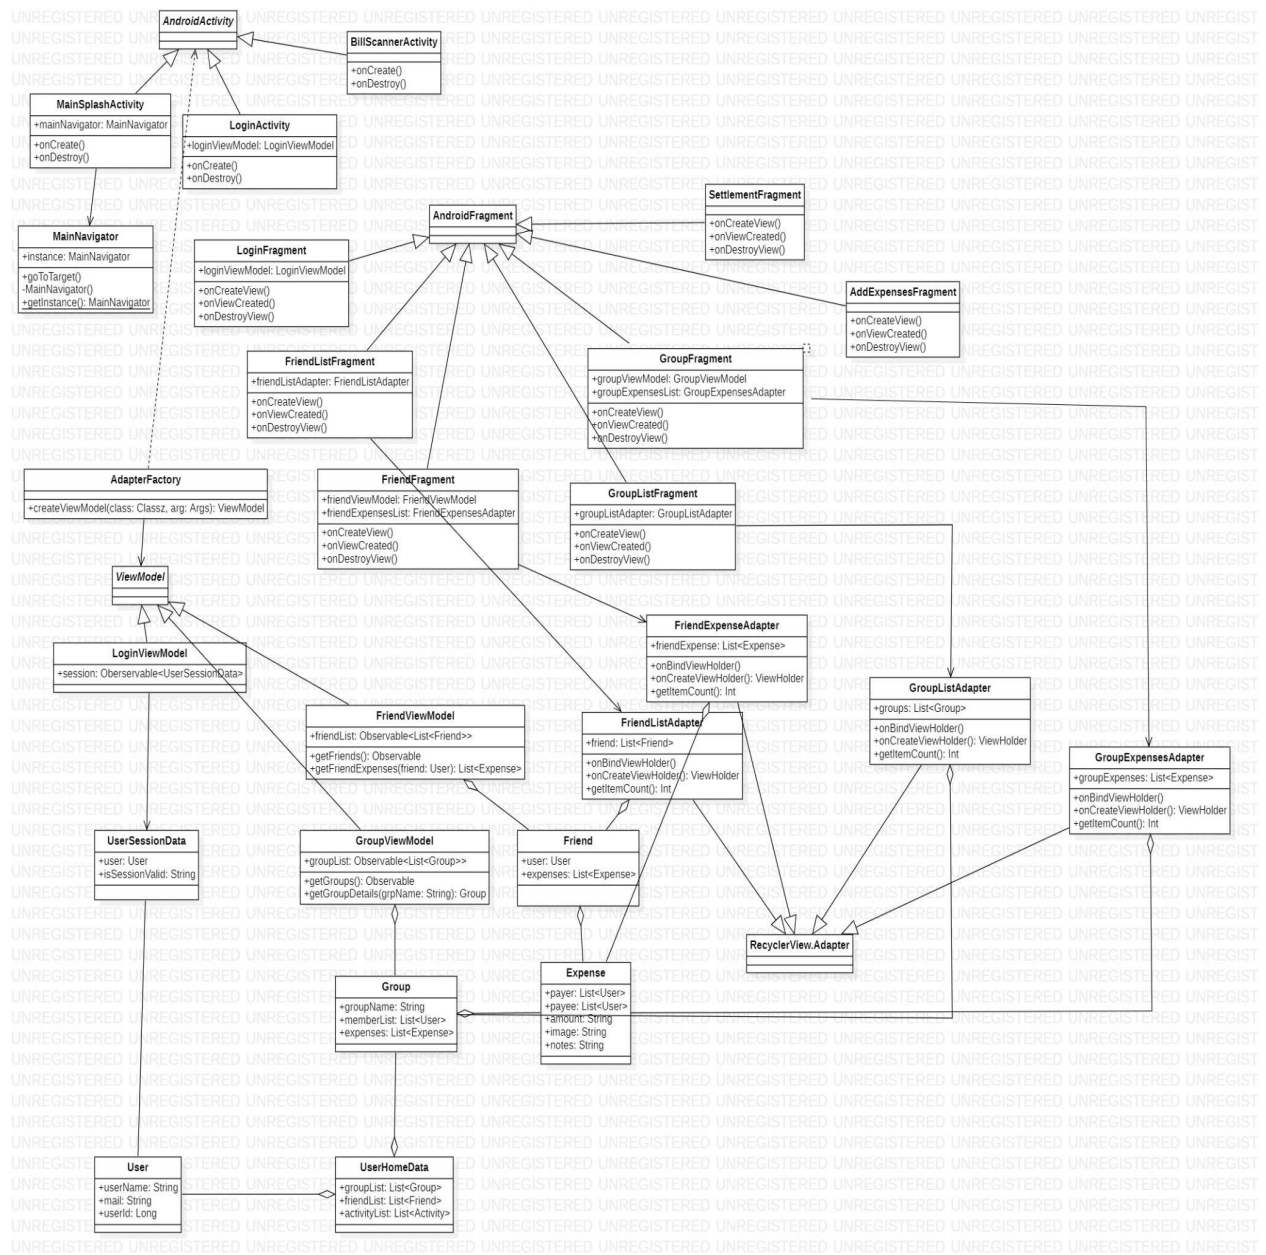 AndroidActivity
BillScannerActivity
+onCreate()
+onDestroy()
MainSplashActivity
+mainNavigator: MainNavigator
+onCreate()
+onDestroy()
LoginActivity
+loginViewModel: LoginViewModel
+onCreate()
+onDestroy()
MainNavigator
+instance: MainNavigator
+goToTarget()
-MainNavigator()
+getInstance(): MainNavigator
AndroidFragment
SettlementFragment
+onCreateView()
+onViewCreated()
+onDestroyView()
LoginFragment
+loginViewModel: LoginViewModel
+onCreateView()
+onViewCreated()
+onDestroyView()
AddExpensesFragment
+onCreateView()
+onViewCreated()
+onDestroyView()
FriendListFragment
+friendListAdapter: FriendListAdapter
+onCreateView()
+onViewCreated()
+onDestroyView()
GroupFragment
+groupViewModel: GroupViewModel
+groupExpensesList: GroupExpensesAdapter
+onCreateView()
+onViewCreated()
+onDestroyView()
AdapterFactory
+createViewModel(class: Classz, arg: Args): ViewModel
FriendFragment
+friendViewModel: FriendViewModel
+friendExpensesList: FriendExpensesAdapter
+onCreateView()
+onViewCreated()
+onDestroyView()
GroupListFragment
+groupListAdapter: GroupListAdapter
+onCreateView()
+onViewCreated()
+onDestroyView()
ViewModel
LoginViewModel
+session: Oberservable<UserSessionData>
FriendExpenseAdapter
+friendExpense: List<Expense>
+onBindViewHolder()
+onCreateViewHolder(): ViewHolder
+getItemCount(): Int
GroupListAdapter
+groups: List<Group>
+onBindViewHolder()
+onCreateViewHolder(): ViewHolder
+getItemCount(): Int
FriendViewModel
+friendList: Observable<List<Friend>>
+getFriends(): Observable
+getFriendExpenses(friend: User): List<Expense>
FriendListAdapter
+friend: List<Friend>
+onBindViewHolder()
+onCreateViewHolder(): ViewHolder
+getItemCount(): Int
GroupExpensesAdapter
+groupExpenses: List<Expense>
+onBindViewHolder()
+onCreateViewHolder(): ViewHolder
+getItemCount(): Int
UserSessionData
+user: User
+isSessionValid: String
GroupViewModel
+groupList: Observable<List<Group>>
+getGroups(): Observable
+getGroupDetails(grpName: String): Group
Friend
+user: User
+expenses: List<Expense>
RecyclerView.Adapter
Group
+groupName: String
+memberList: List<User>
+expenses: List<Expense>
Expense
+payer: List<User>
+payee: List<User>
+amount: String
+image: String
+notes: String
User
+userName: String
+mail: String
+userId: Long
UserHomeData
+groupList: List<Group>
+friendList: List<Friend>
+activityList: List<Activity>